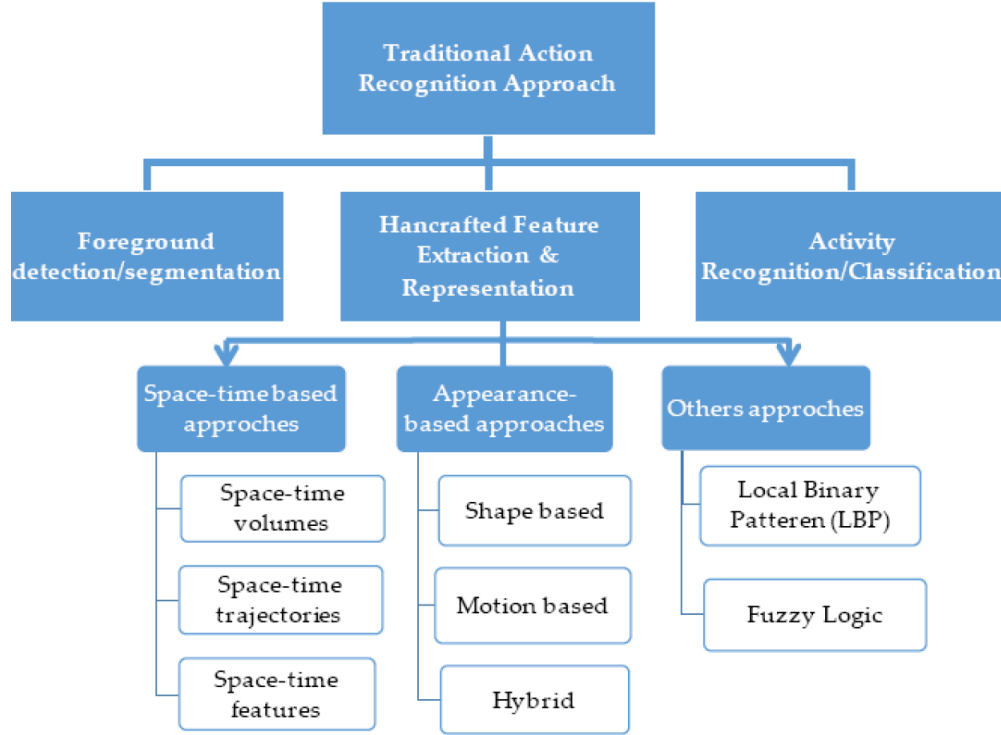 Traditional Action
Recognition Approach
Foreground
detection/segmentation
Hancrafted Feature
Extraction &
Representation
Activity
Recognition/Classification
Space-time based
approches
Appearance-
based approaches
Others approches
Space-time
volumes
Space-time
trajectories
Space-time
features
Shape based
Motion based
Hybrid
Local Binary
Patteren (LBP)
Fuzzy Logic